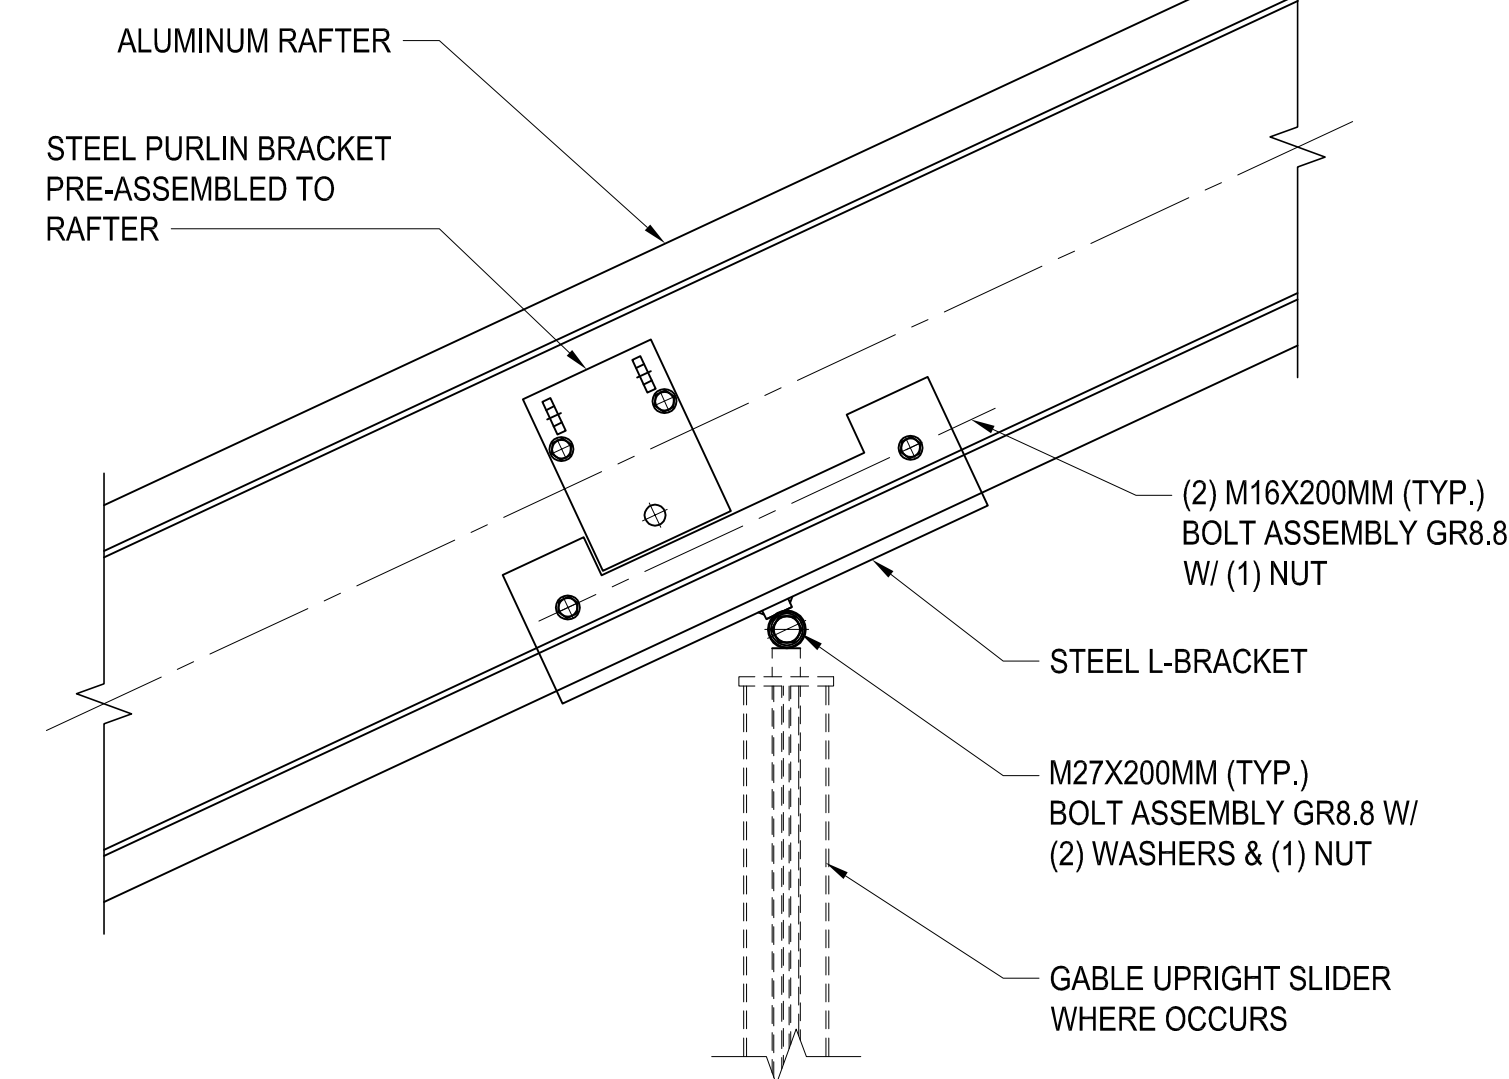 ALUMINUM RAFTER
STEEL PURLIN BRACKET
PRE-ASSEMBLED TO
RAFTER
(2) M16X200MM (TYP.)
BOLT ASSEMBLY GR8.8
W/ (1) NUT
STEEL L-BRACKET
M27X200MM (TYP.)
BOLT ASSEMBLY GR8.8 W/
(2) WASHERS & (1) NUT
GABLE UPRIGHT SLIDER
WHERE OCCURS